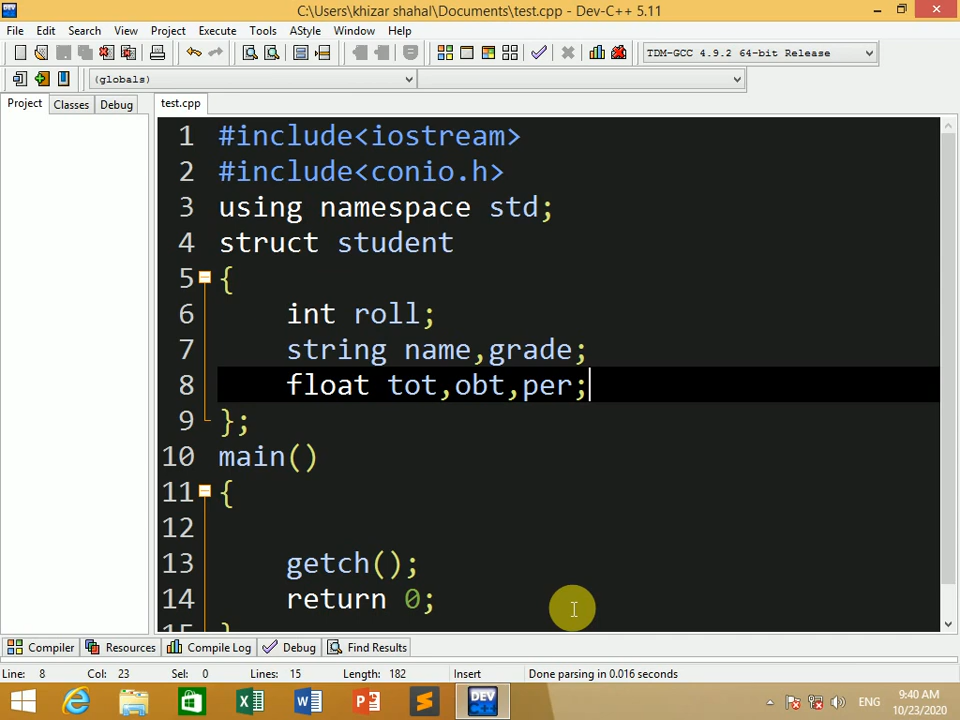 C:\Users\khizar shahal\Documents\test.cpp - Dev-C++ 5.11
File Edit Search View Project Execute Tools AStyle Window Help
TDM-GCC 4.9.2 64-bit Release
(globals)
Project Classes Debug test.cpp
1 #include<iostream>
2 #include<conio.h>
3 using namespace std;
4 struct student
5 {
6 int roll;
7 string name,grade;
8 float tot,obt,per;
9 };
10 main()
11 {
12
13 getch();
14 return 0;
15 }
Compiler Resources Compile Log Debug Find Results
Line: 8 Col: 23 Sel: 0 Lines: 15 Length: 182 Insert Done parsing in 0.016 seconds
DEV
ENG
9:40 AM
10/23/2020